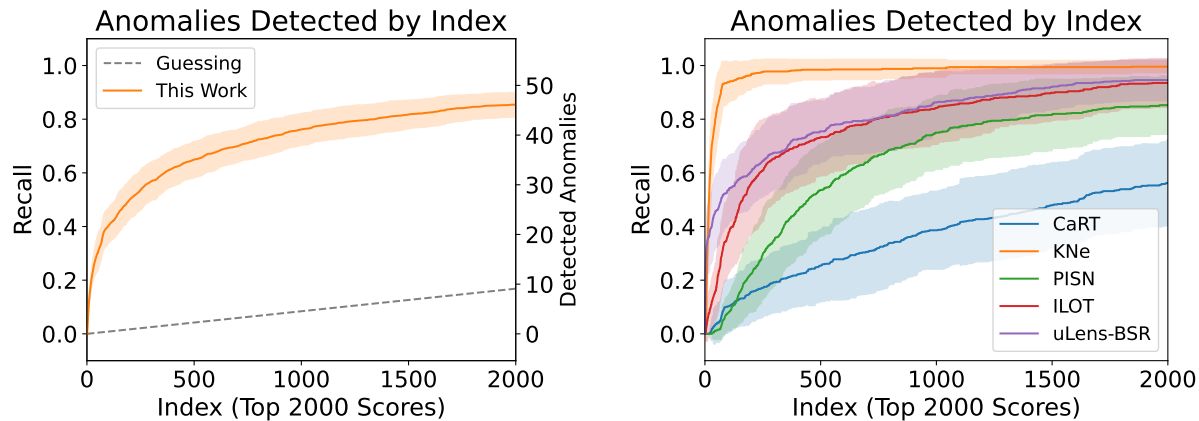 Anomalies Detected by Index
Guessing
This Work
Recall
1.0
0.8
0.6
0.4
0.2
0.0
50
40
30
20
10
0
Detected Anomalies
0 500 1000 1500 2000
Index (Top 2000 Scores)
Anomalies Detected by Index
Recall
1.0
0.8
0.6
0.4
0.2
0.0
CaRT
KNe
PISN
ILOT
uLens-BSR
0 500 1000 1500 2000
Index (Top 2000 Scores)